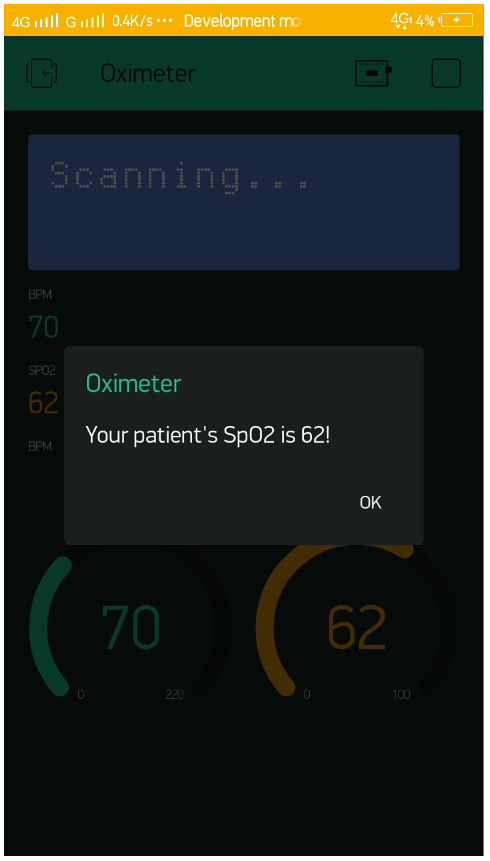 4G G 0.4K/s ••• Development mo 4G 4%
Oximeter
Scanning...
BPM
70
SPO2
62
BPM
Oximeter
Your patient's SpO2 is 62!
OK
70 62
0 220 0 100